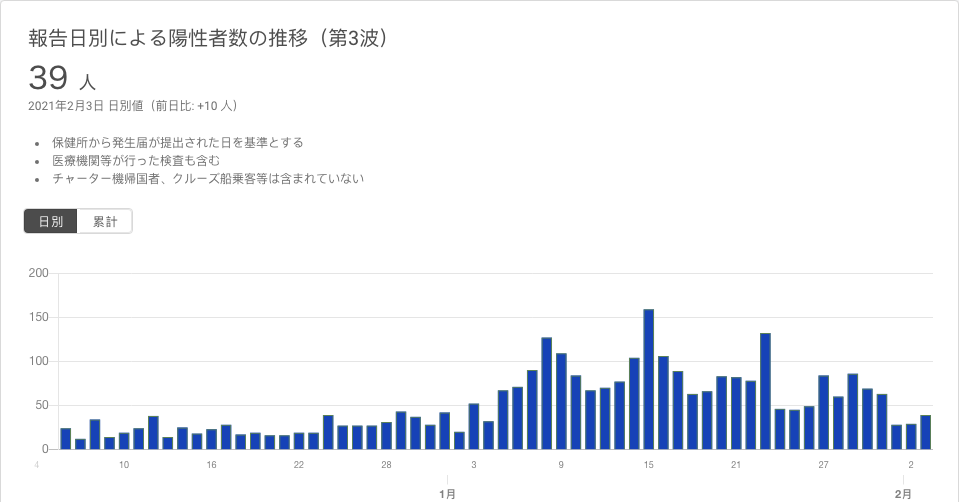 報告日別による陽性者数の推移（第3波）
39 人
2021年2月3日 日別値（前日比: +10 人）
保健所から発生届が提出された日を基準とする
医療機関等が行った検査も含む
チャーター機帰国者、クルーズ船乗客等は含まれていない
日別 累計
200
150
100
50
0
4 10 16 22 28 3 9 15 21 27 2
1月 2月